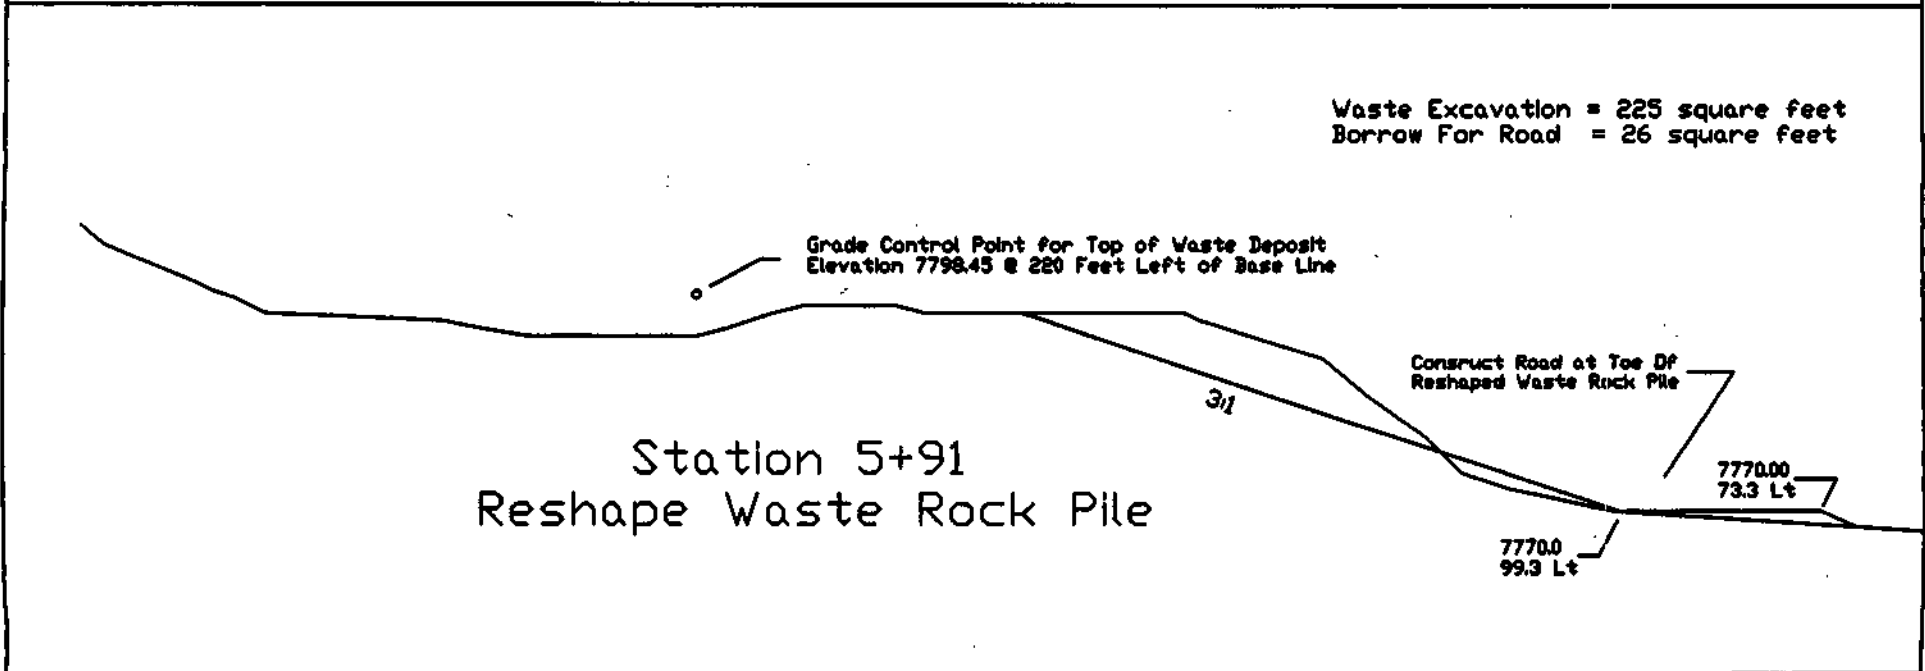 Waste Excavation = 225 square feet
Borrow For Road = 26 square feet
Grade Control Point for Top of Waste Deposit
Elevation 7798.45 @ 220 Feet Left of Base Line
Consruct Road at Toe Of
Reshaped Waste Rock Pile
3:1
Station 5+91
Reshape Waste Rock Pile
7770.00
73.3 Lt
7770.0
99.3 Lt